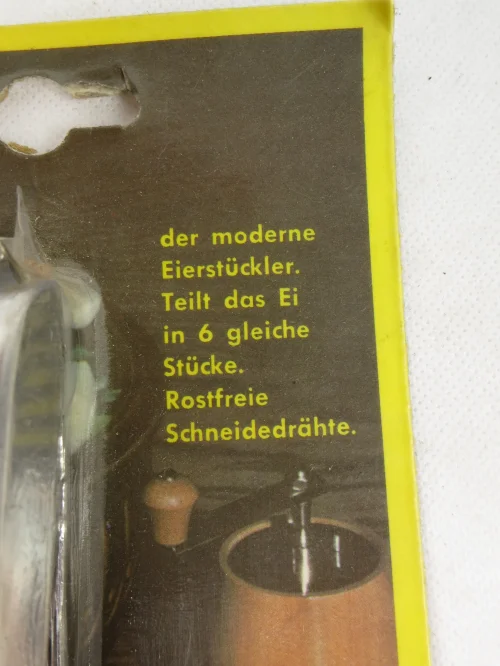 der moderne
Eierstückler.
Teilt das Ei
in 6 gleiche
Stücke.
Rostfreie
Schneidedrähte.